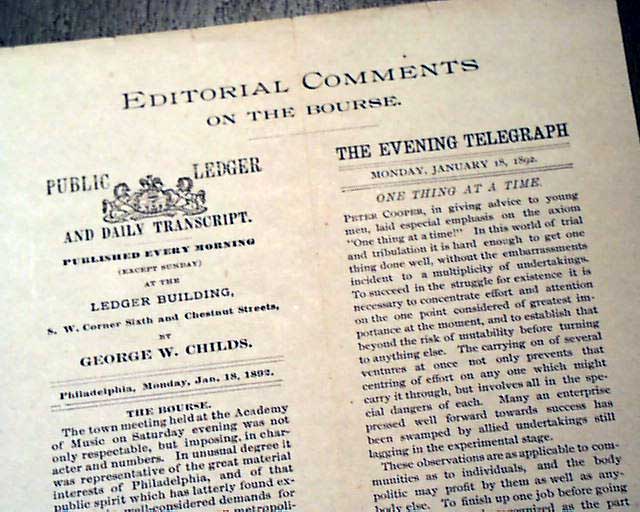 EDITORIAL COMMENTS
ON THE BOURSE.
PUBLIC LEDGER
AND DAILY TRANSCRIPT.
PUBLISHED EVERY MORNING
(EXCEPT SUNDAY)
AT THE
LEDGER BUILDING,
S. W. Corner Sixth and Chestnut Streets,
BY
GEORGE W. CHILDS.
Philadelphia, Monday, Jan. 18, 1892.
THE BOURSE.
The town meeting held at the Academy
of Music on Saturday evening was not
only respectable, but imposing, in char-
acter and numbers. In unusual degree it
was representative of the great material
interests of Philadelphia, and of that
public spirit which has latterly found ex-
well-considered demands for
metropoli-
THE EVENING TELEGRAPH
MONDAY, JANUARY 18, 1892.
ONE THING AT A TIME.
PETER COOPER, in giving advice to young
men, laid especial emphasis on the axiom
"One thing at a time!" In this world of trial
and tribulation it is hard enough to get one
thing done well, without the embarrassments
incident to a multiplicity of undertakings.
To succeed in the struggle for existence it is
necessary to concentrate effort and attention
on the one point considered of greatest im-
portance at the moment, and to establish that
beyond the risk of mutability before turning
to anything else. The carrying on of several
ventures at once not only prevents that
centring of effort on any one which might
carry it through, but involves all in the spe-
cial dangers of each. Many an enterprise
pressed well forward towards success has
been swamped by allied undertakings still
lagging in the experimental stage.
These observations are as applicable to com-
munities as to individuals, and the body
politic may profit by them as well as any-
body else. To finish up one job before going
recognized as the part